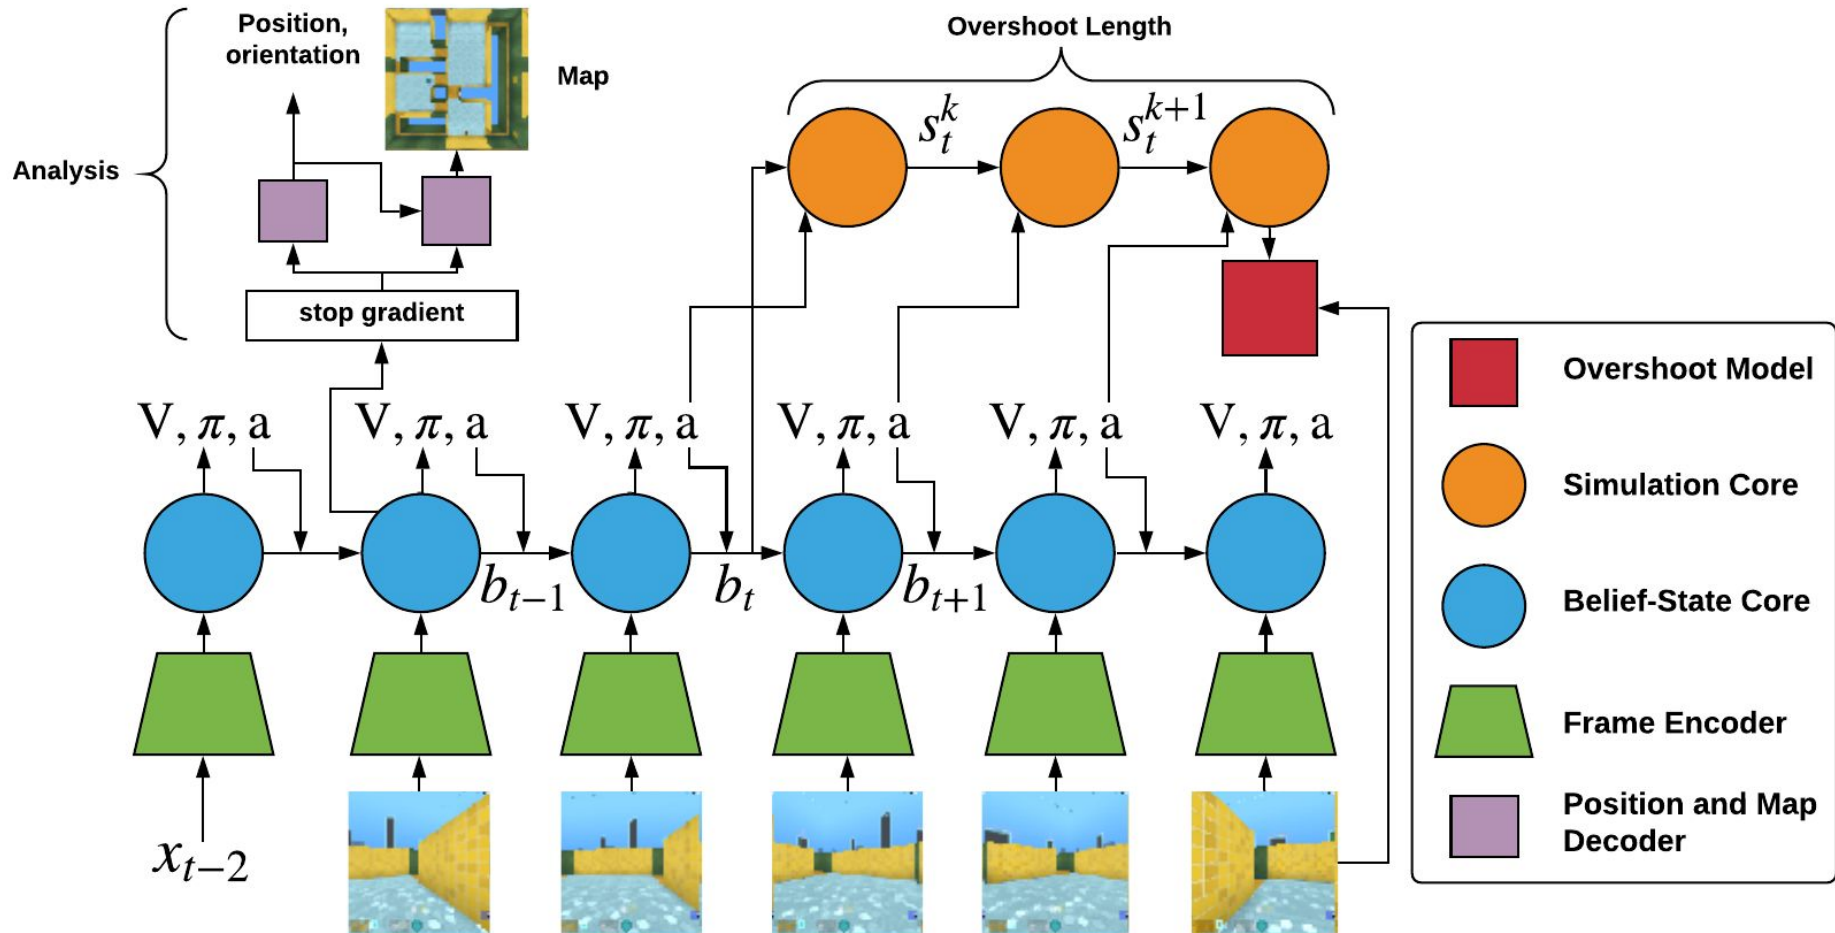 Position,
orientation
Map
Overshoot Length
Analysis
s_t^k
s_t^{k+1}
stop gradient
V, π, a
V, π, a
V, π, a
V, π, a
V, π, a
V, π, a
b_{t−1}
b_t
b_{t+1}
x_{t−2}
Overshoot Model
Simulation Core
Belief-State Core
Frame Encoder
Position and Map
Decoder